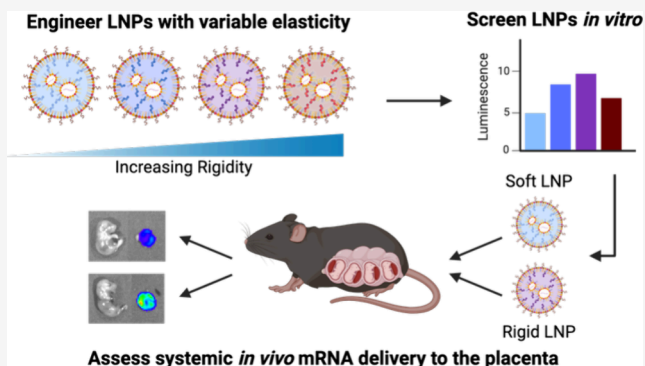 Engineer LNPs with variable elasticity
Increasing Rigidity
Screen LNPs in vitro
Luminescence
10
5
0
Soft LNP
Rigid LNP
Assess systemic in vivo mRNA delivery to the placenta